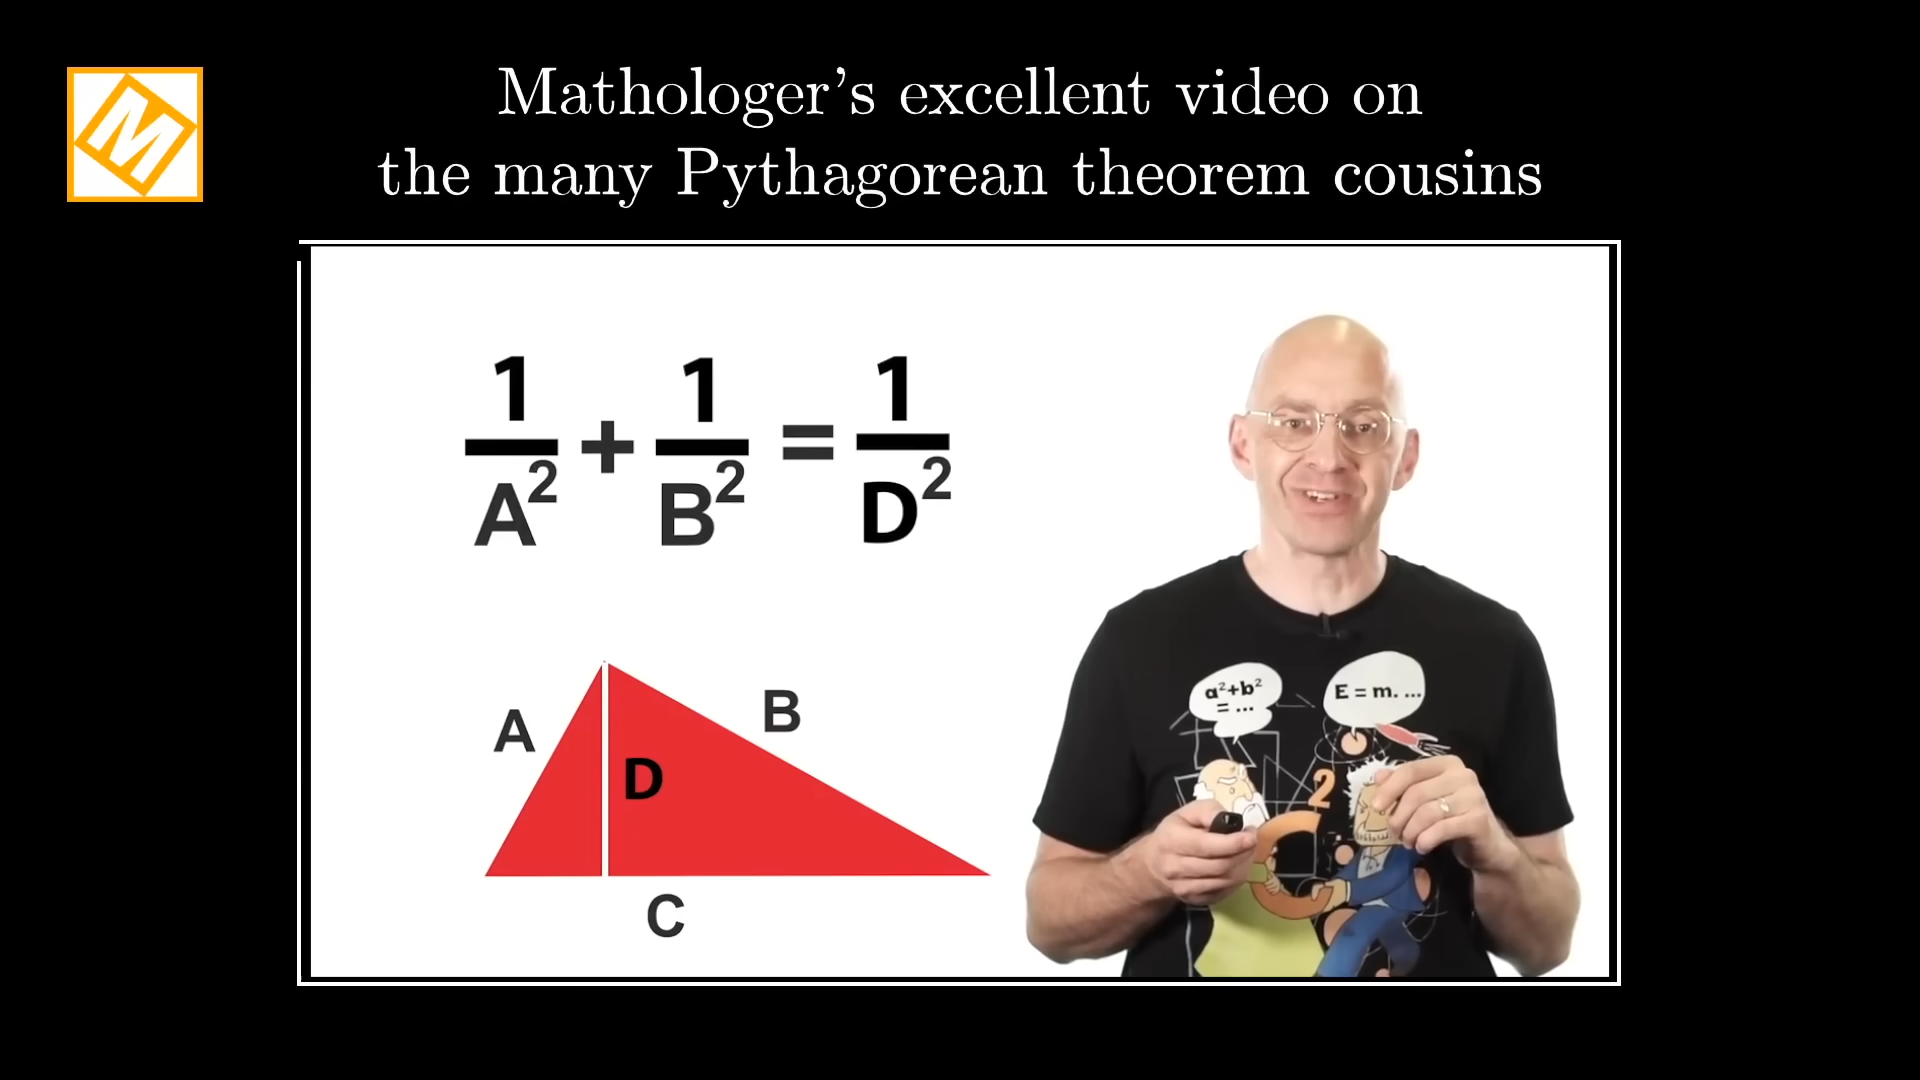 Mathologer's excellent video on
the many Pythagorean theorem cousins
M
1/A² + 1/B² = 1/D²
A
B
D
C
a²+b²
= ...
E = m. ...
2
C